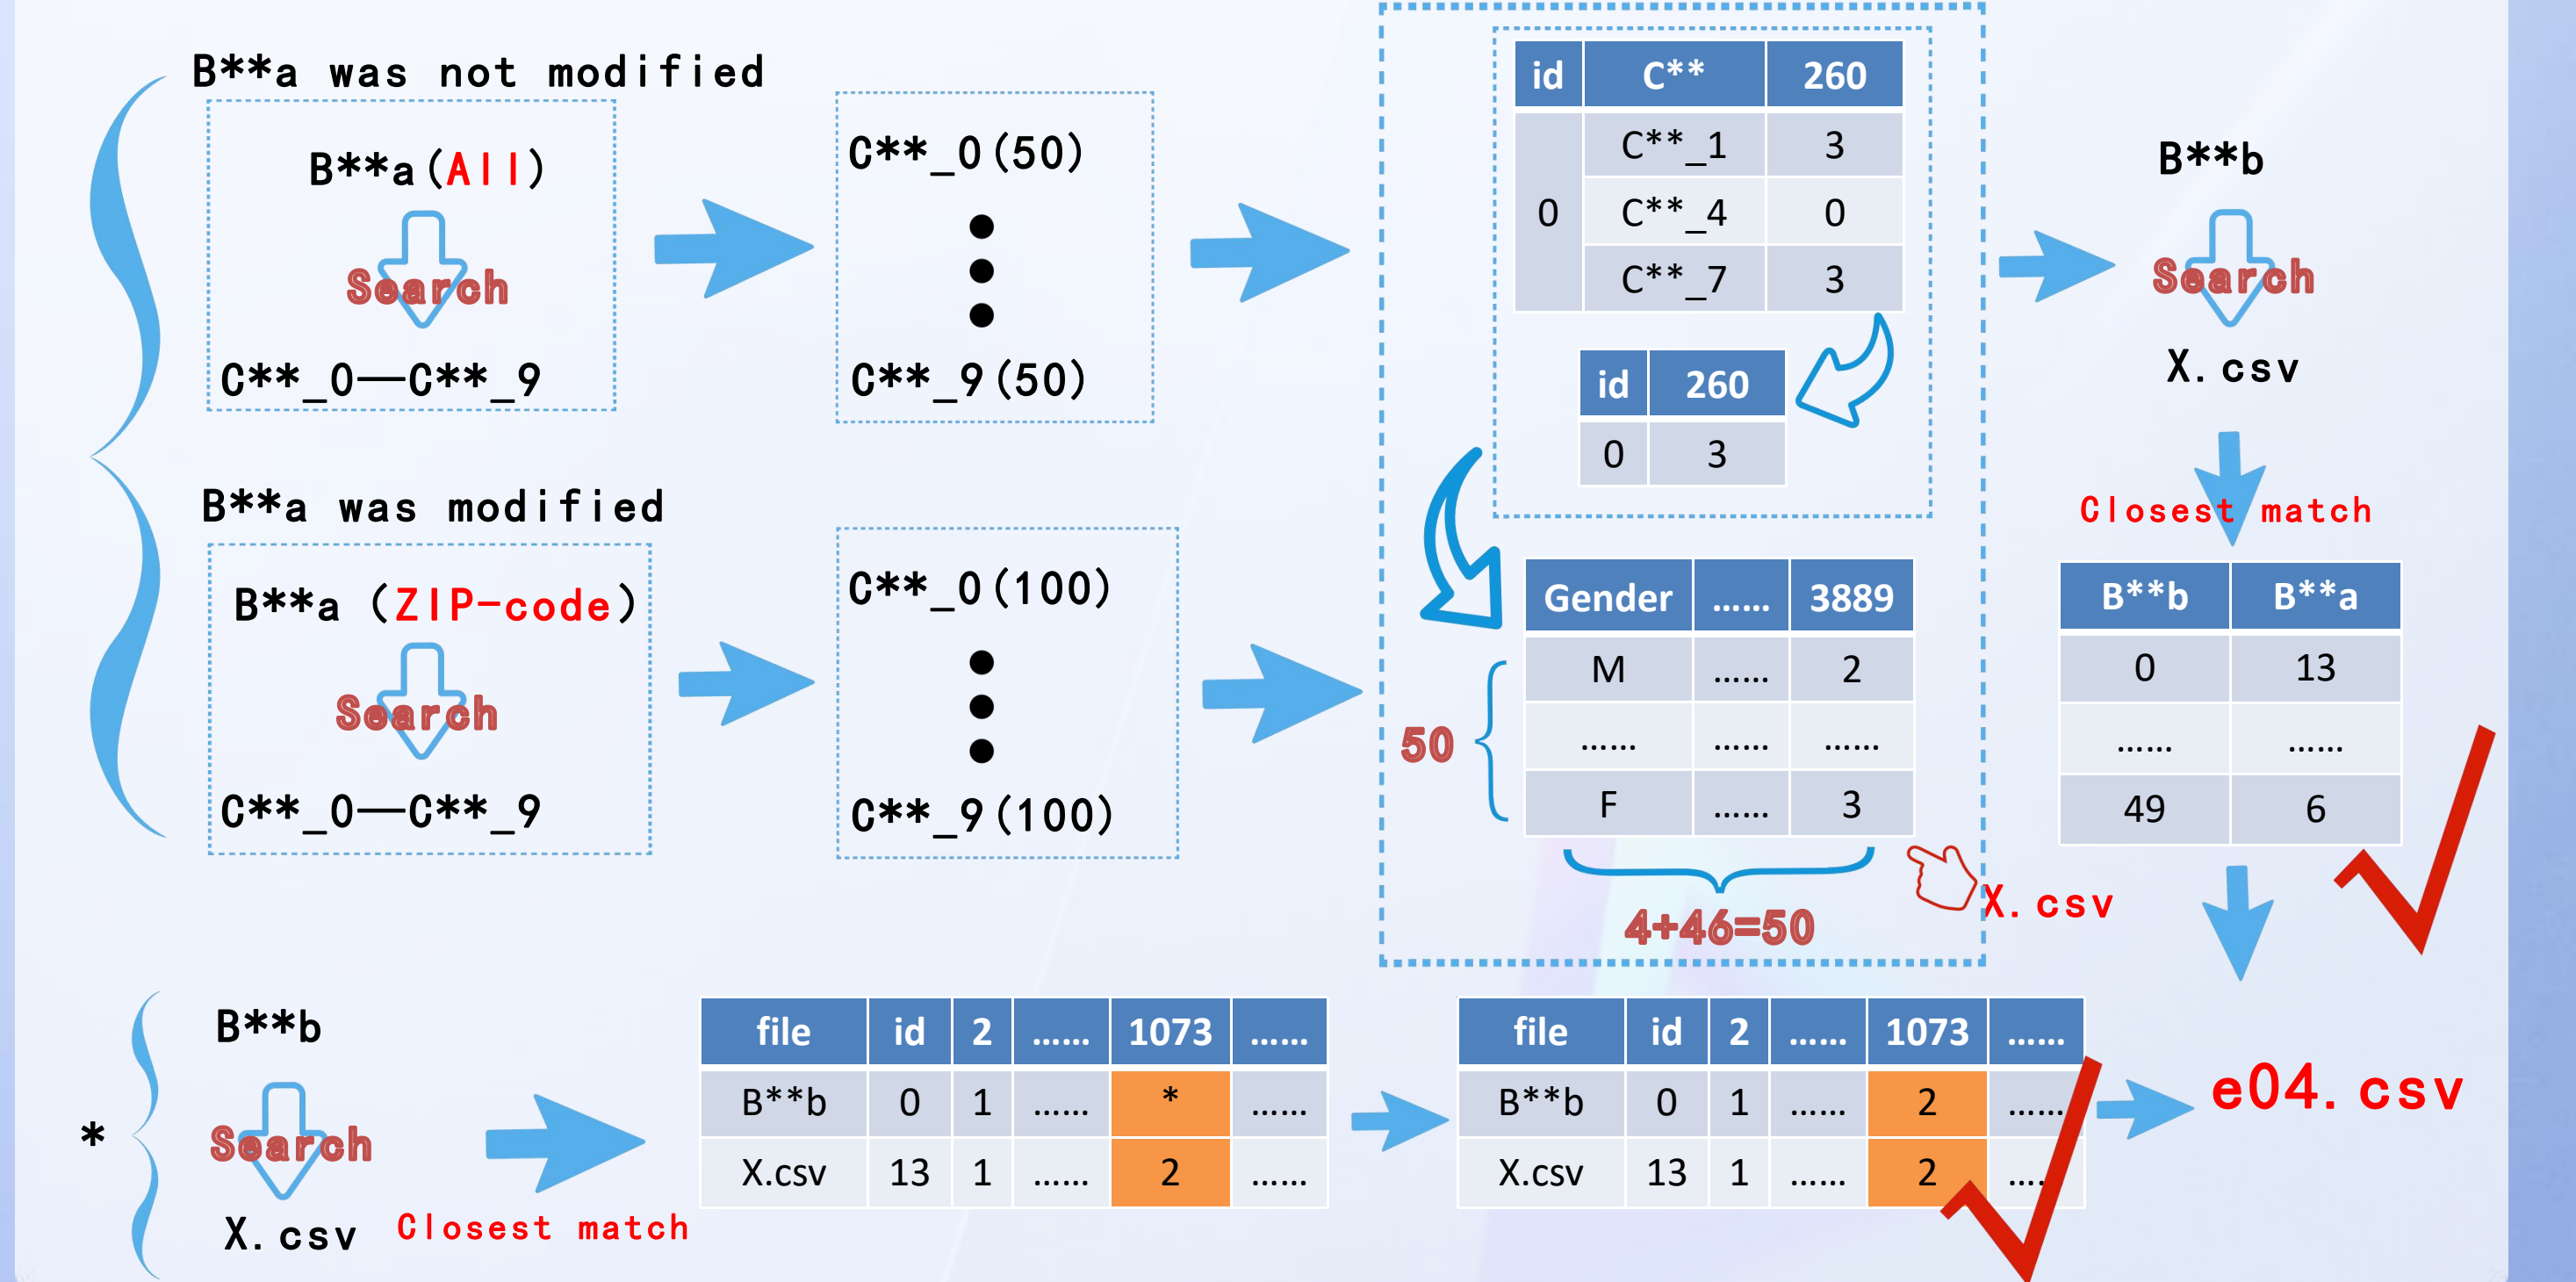 B**a was not modified
B**a(All)
Search
C**_0—C**_9
C**_0(50)
C**_9(50)
id C** 260
0
C**_1 3
C**_4 0
C**_7 3
id 260
0 3
B**b
Search
X.csv
Closest match
B**b B**a
0 13
...... ......
49 6
B**a was modified
B**a (ZIP-code)
Search
C**_0—C**_9
C**_0(100)
C**_9(100)
Gender ...... 3889
M ...... 2
...... ...... ......
F ...... 3
50
4+46=50
X.csv
*
B**b
Search
X.csv
Closest match
file id 2 ...... 1073 ......
B**b 0 1 ...... * ......
X.csv 13 1 ...... 2 ......
file id 2 ...... 1073 ......
B**b 0 1 ...... 2 ......
X.csv 13 1 ...... 2 ......
e04.csv